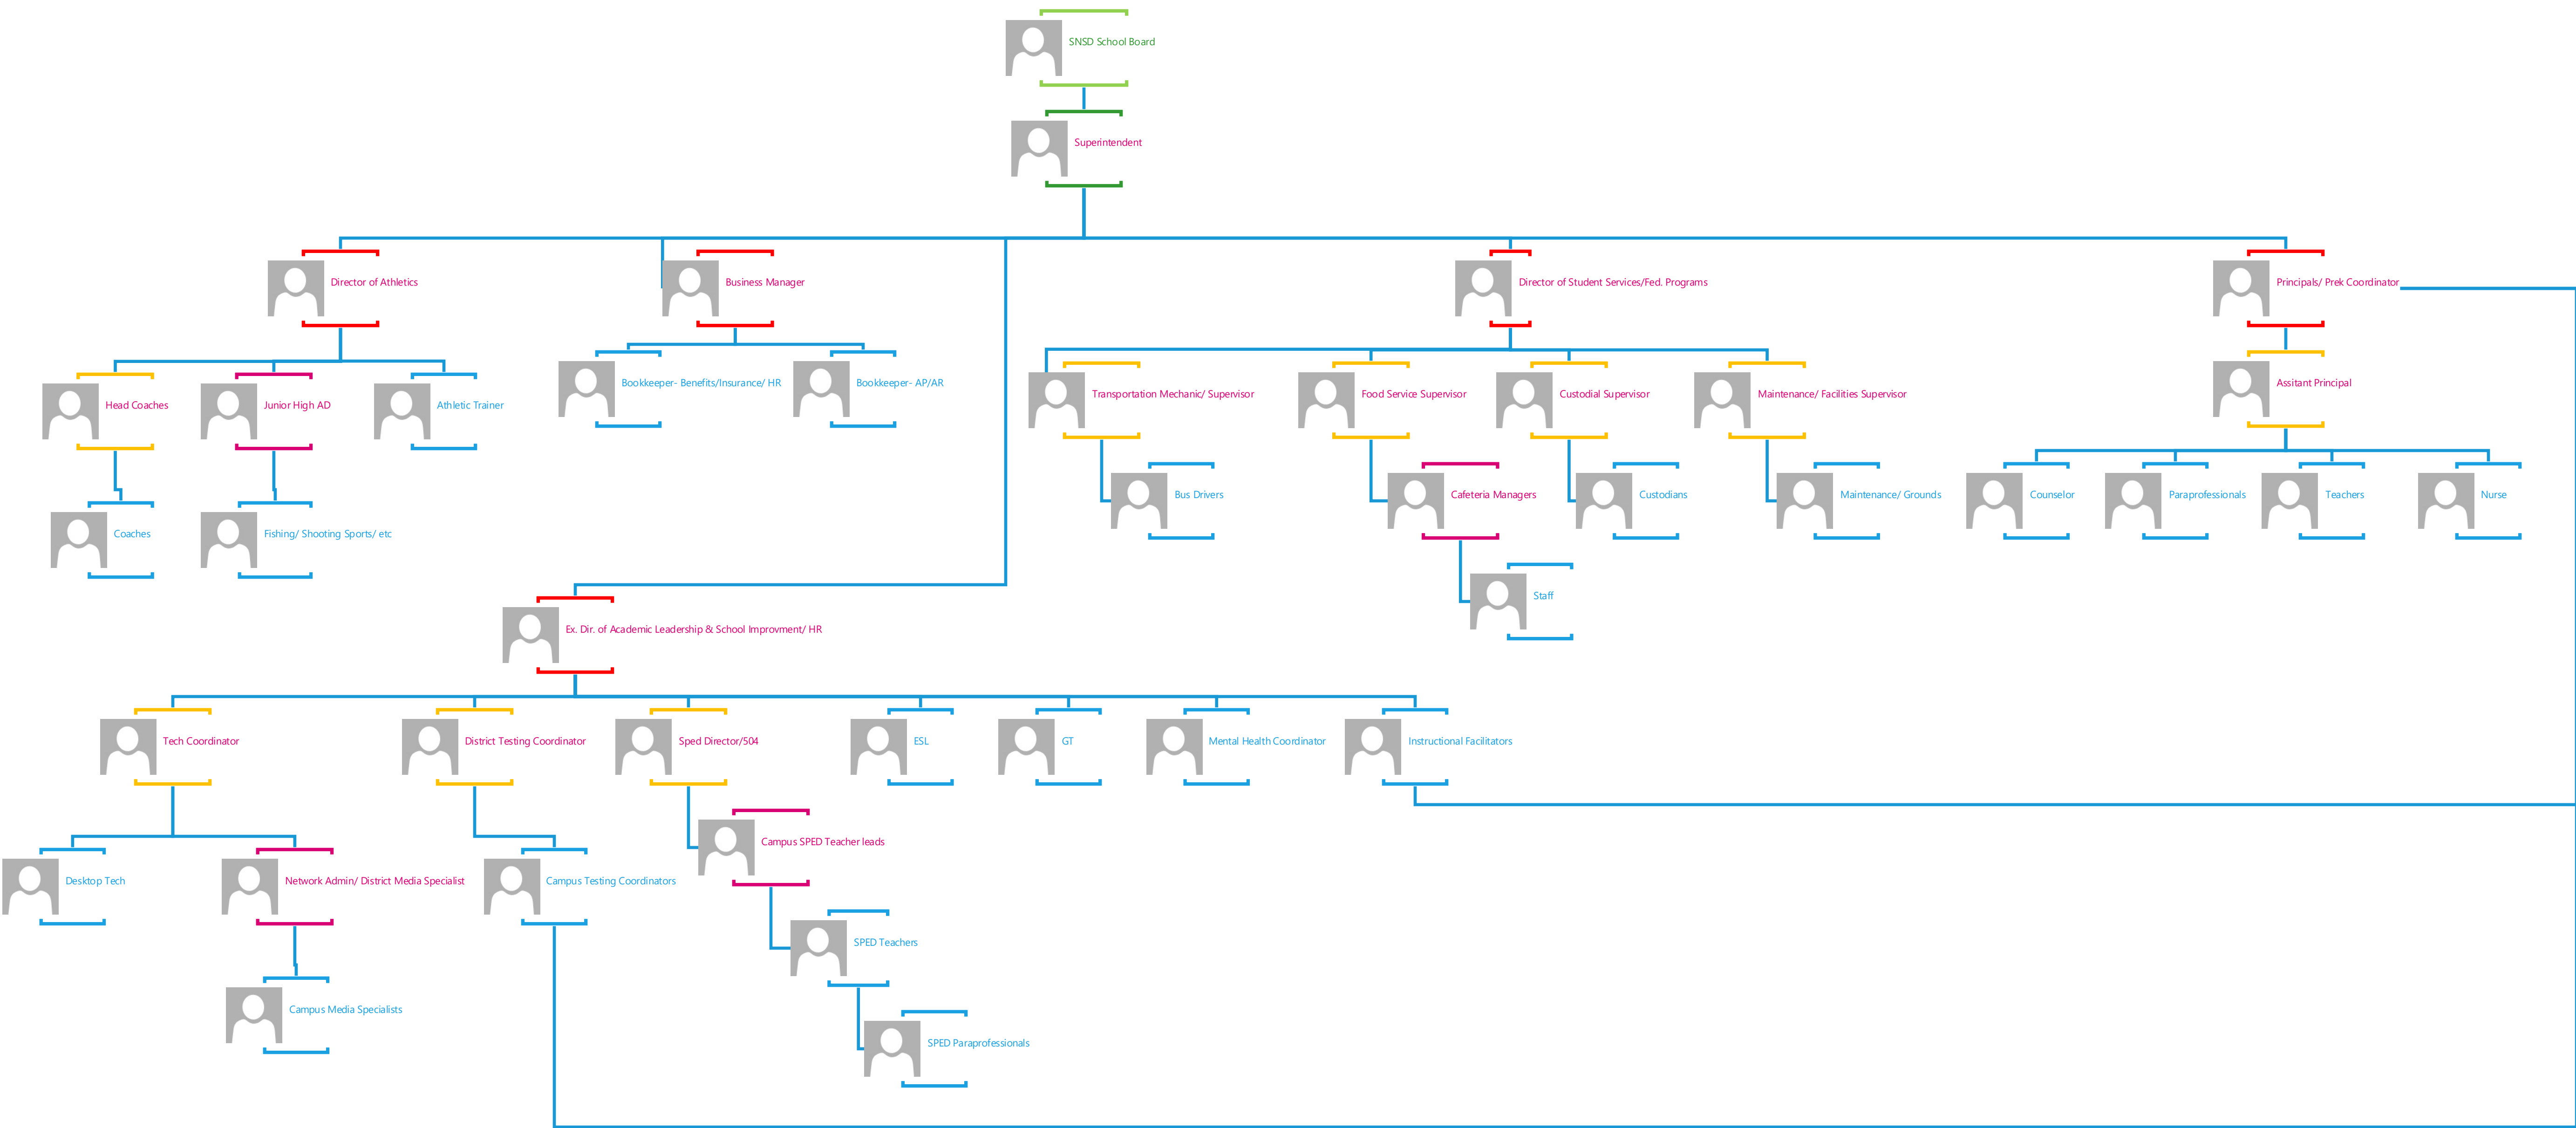 SNSD School Board
Superintendent
Director of Athletics
Business Manager
Director of Student Services/Fed. Programs
Principals/ Prek Coordinator
Head Coaches
Junior High AD
Athletic Trainer
Bookkeeper- Benefits/Insurance/ HR
Bookkeeper- AP/AR
Transportation Mechanic/ Supervisor
Food Service Supervisor
Custodial Supervisor
Maintenance/ Facilities Supervisor
Assitant Principal
Bus Drivers
Cafeteria Managers
Custodians
Maintenance/ Grounds
Counselor
Paraprofessionals
Teachers
Nurse
Coaches
Fishing/ Shooting Sports/ etc
Staff
Ex. Dir. of Academic Leadership & School Improvment/ HR
Tech Coordinator
District Testing Coordinator
Sped Director/504
ESL
GT
Mental Health Coordinator
Instructional Facilitators
Campus SPED Teacher leads
Desktop Tech
Network Admin/ District Media Specialist
Campus Testing Coordinators
SPED Teachers
Campus Media Specialists
SPED Paraprofessionals